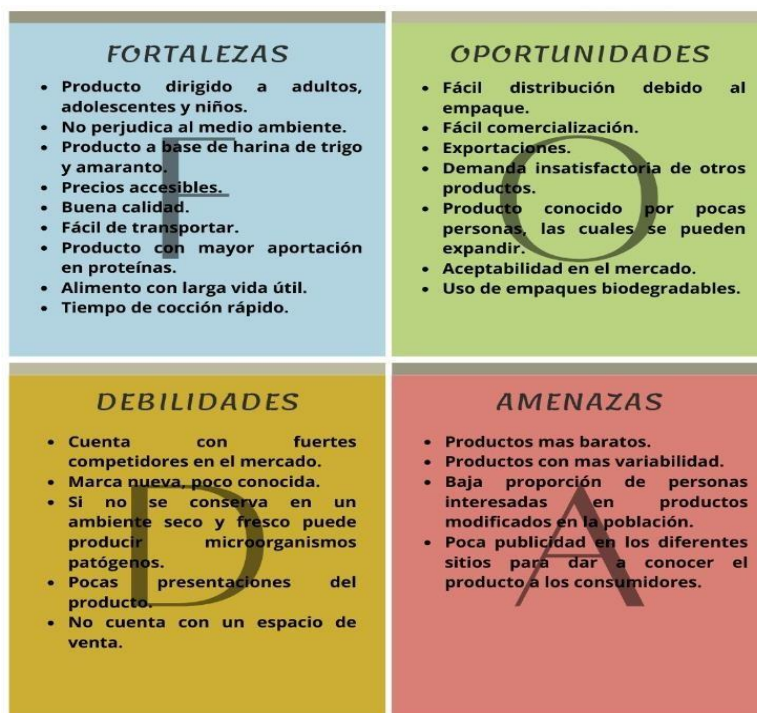 FORTALEZAS
• Producto dirigido a adultos,
adolescentes y niños.
• No perjudica al medio ambiente.
• Producto a base de harina de trigo
y amaranto.
• Precios accesibles.
• Buena calidad.
• Fácil de transportar.
• Producto con mayor aportación
en proteínas.
• Alimento con larga vida útil.
• Tiempo de cocción rápido.
F
OPORTUNIDADES
• Fácil distribución debido al
empaque.
• Fácil comercialización.
• Exportaciones.
• Demanda insatisfactoria de otros
productos.
• Producto conocido por pocas
personas, las cuales se pueden
expandir.
• Aceptabilidad en el mercado.
• Uso de empaques biodegradables.
O
DEBILIDADES
• Cuenta con fuertes
competidores en el mercado.
• Marca nueva, poco conocida.
• Si no se conserva en un
ambiente seco y fresco puede
producir microorganismos
patógenos.
• Pocas presentaciones del
producto.
• No cuenta con un espacio de
venta.
D
AMENAZAS
• Productos mas baratos.
• Productos con mas variabilidad.
• Baja proporción de personas
interesadas en productos
modificados en la población.
• Poca publicidad en los diferentes
sitios para dar a conocer el
producto a los consumidores.
A